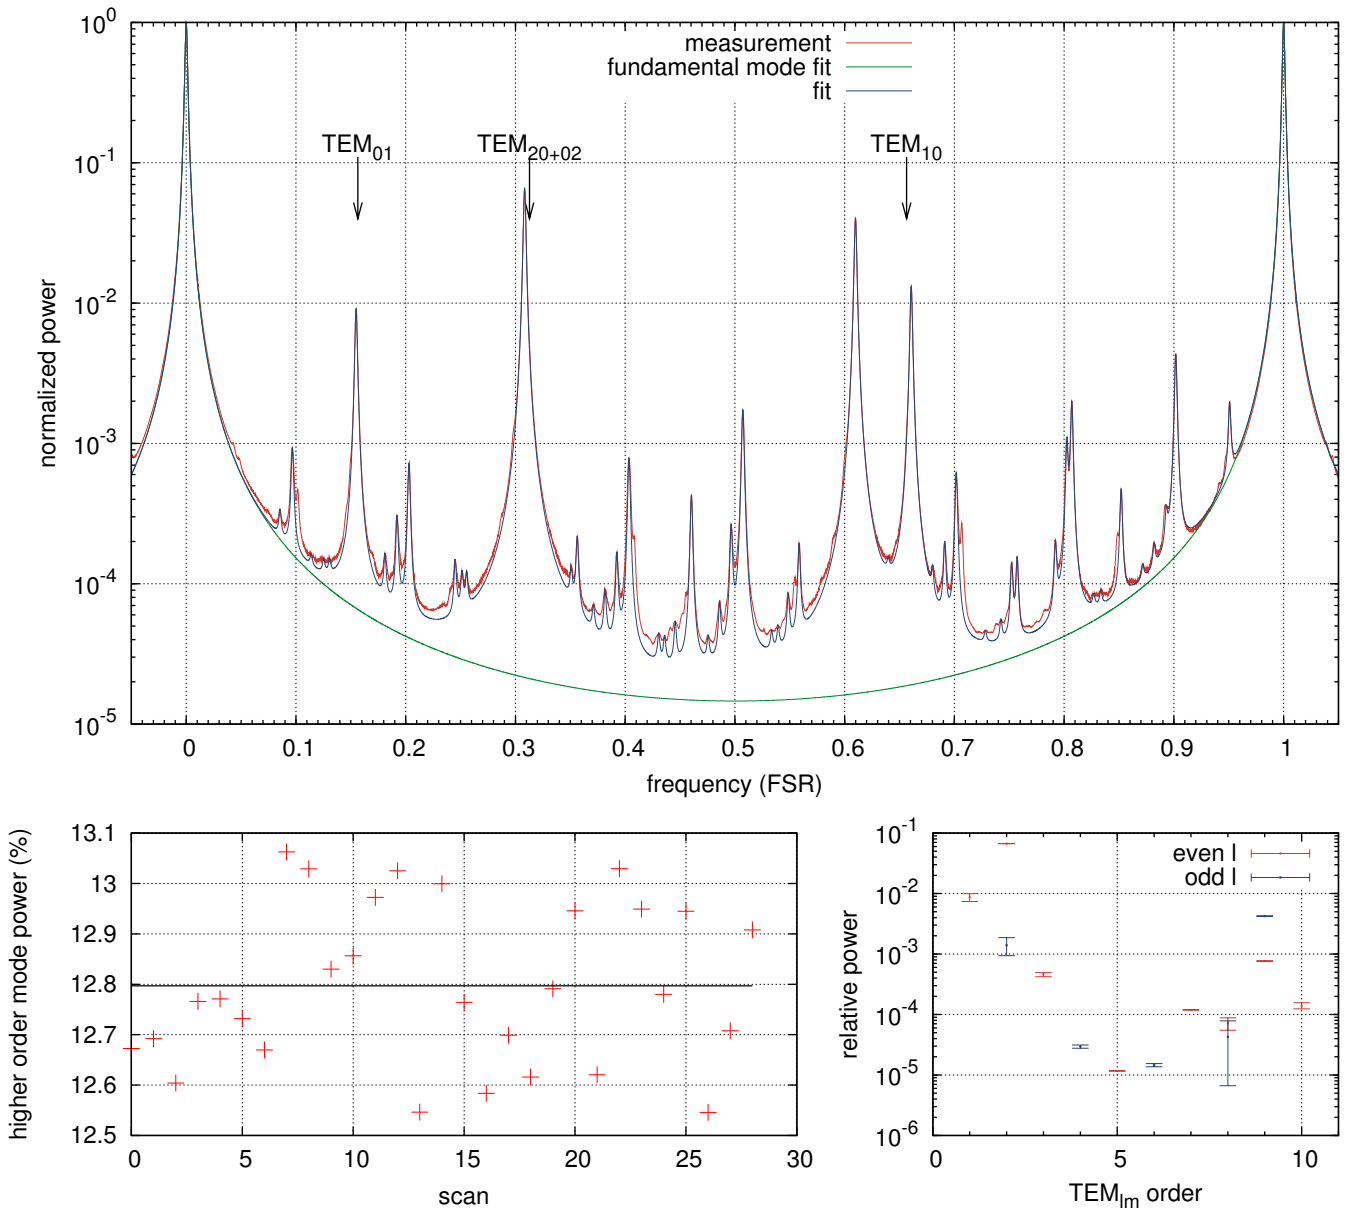 measurement
fundamental mode fit
fit
TEM01 TEM20+02 TEM10
10^0
10^-1
10^-2
10^-3
10^-4
10^-5
normalized power
0 0.1 0.2 0.3 0.4 0.5 0.6 0.7 0.8 0.9 1
frequency (FSR)
13.1
13
12.9
12.8
12.7
12.6
12.5
higher order mode power (%)
0 5 10 15 20 25 30
scan
even l
odd l
10^-1
10^-2
10^-3
10^-4
10^-5
10^-6
relative power
0 5 10
TEMlm order